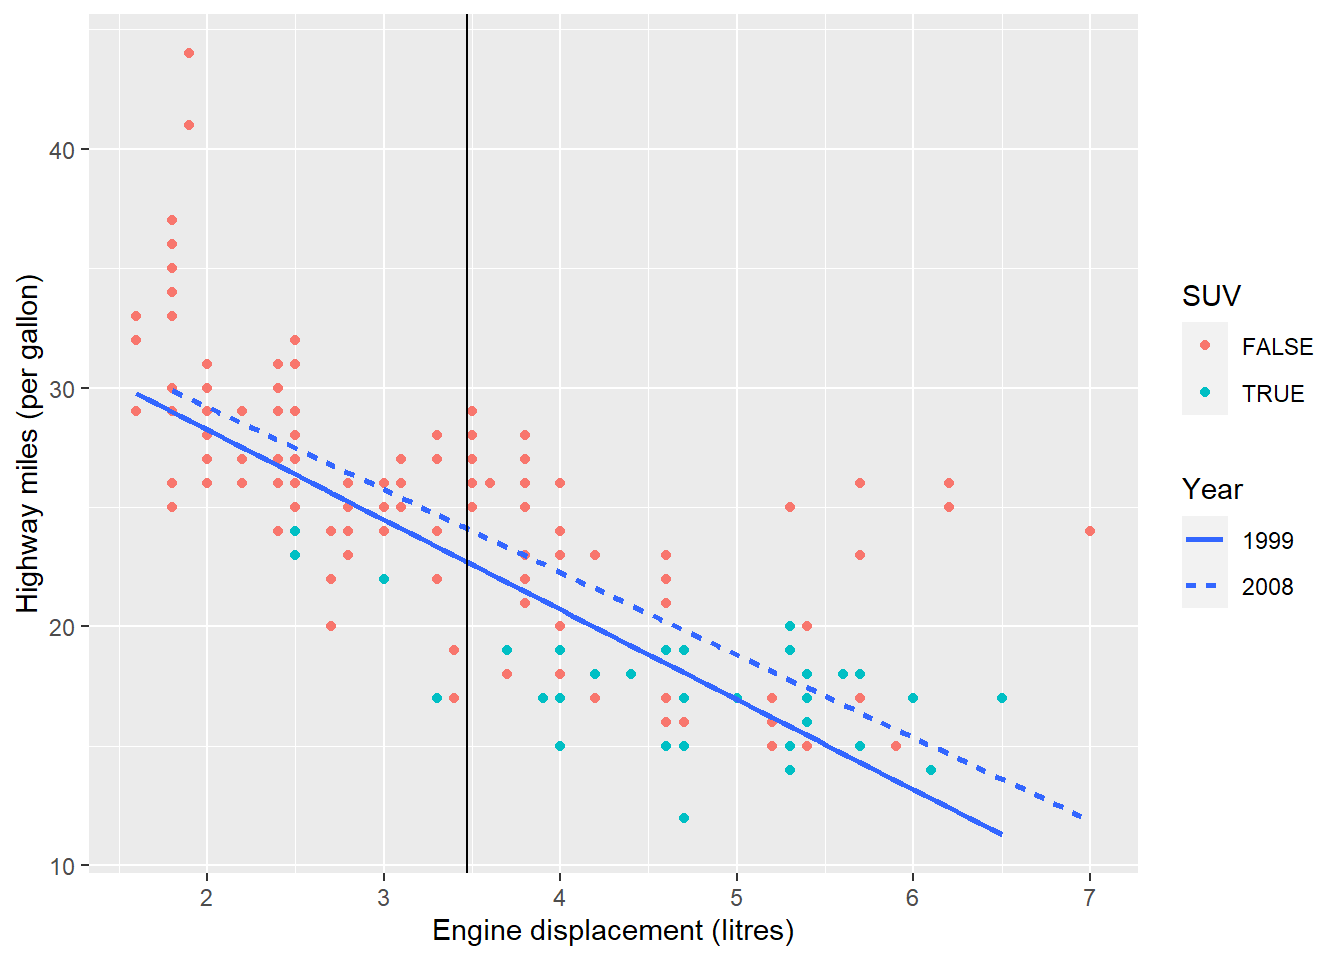 40
30
20
10
2 3 4 5 6 7
Engine displacement (litres)
Highway miles (per gallon)
SUV
FALSE
TRUE
Year
1999
2008